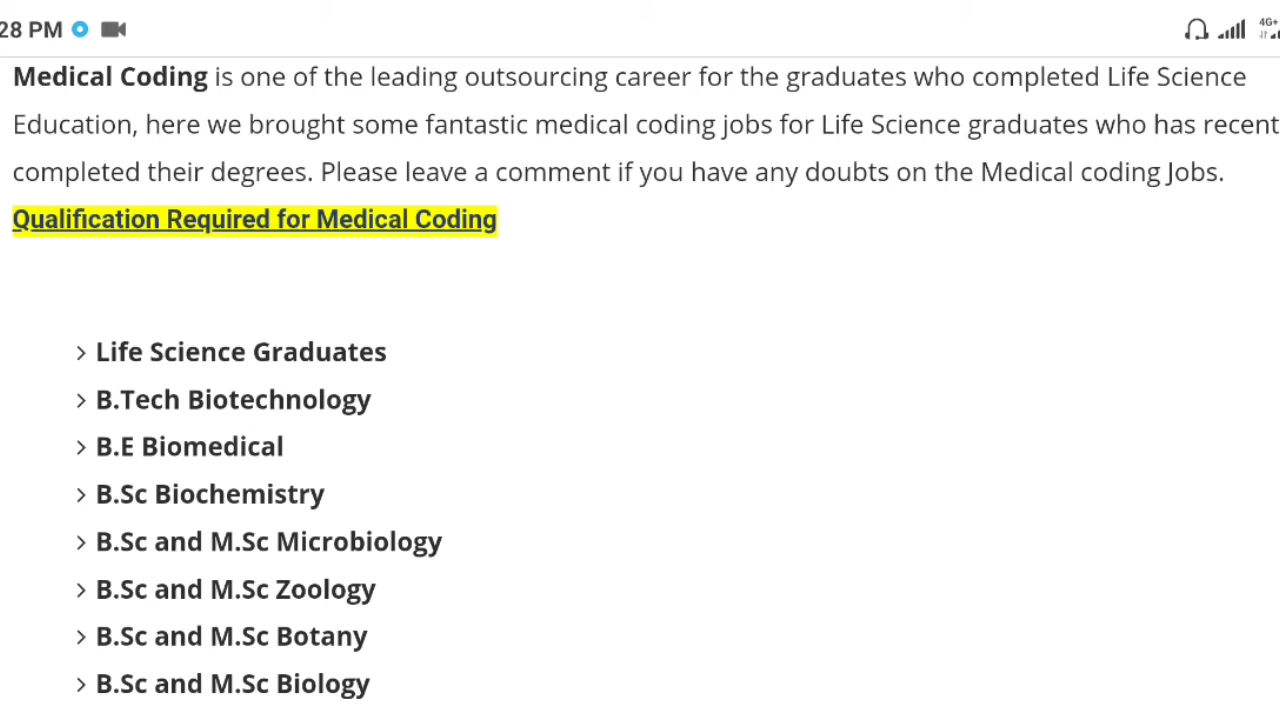 28 PM
4G+
Medical Coding is one of the leading outsourcing career for the graduates who completed Life Science
Education, here we brought some fantastic medical coding jobs for Life Science graduates who has recent
completed their degrees. Please leave a comment if you have any doubts on the Medical coding Jobs.
Qualification Required for Medical Coding
> Life Science Graduates
> B.Tech Biotechnology
> B.E Biomedical
> B.Sc Biochemistry
> B.Sc and M.Sc Microbiology
> B.Sc and M.Sc Zoology
> B.Sc and M.Sc Botany
> B.Sc and M.Sc Biology